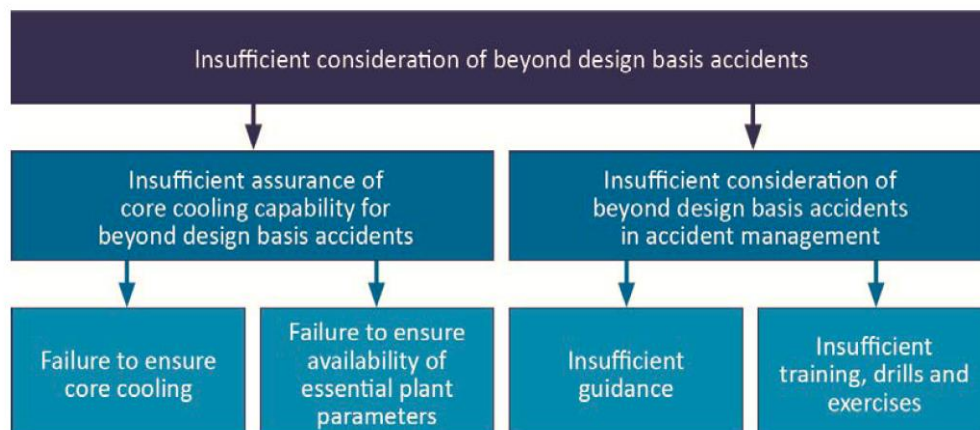 Insufficient consideration of beyond design basis accidents
Insufficient assurance of
core cooling capability for
beyond design basis accidents
Insufficient consideration of
beyond design basis accidents
in accident management
Failure to ensure
core cooling
Failure to ensure
availability of
essential plant
parameters
Insufficient
guidance
Insufficient
training, drills and
exercises